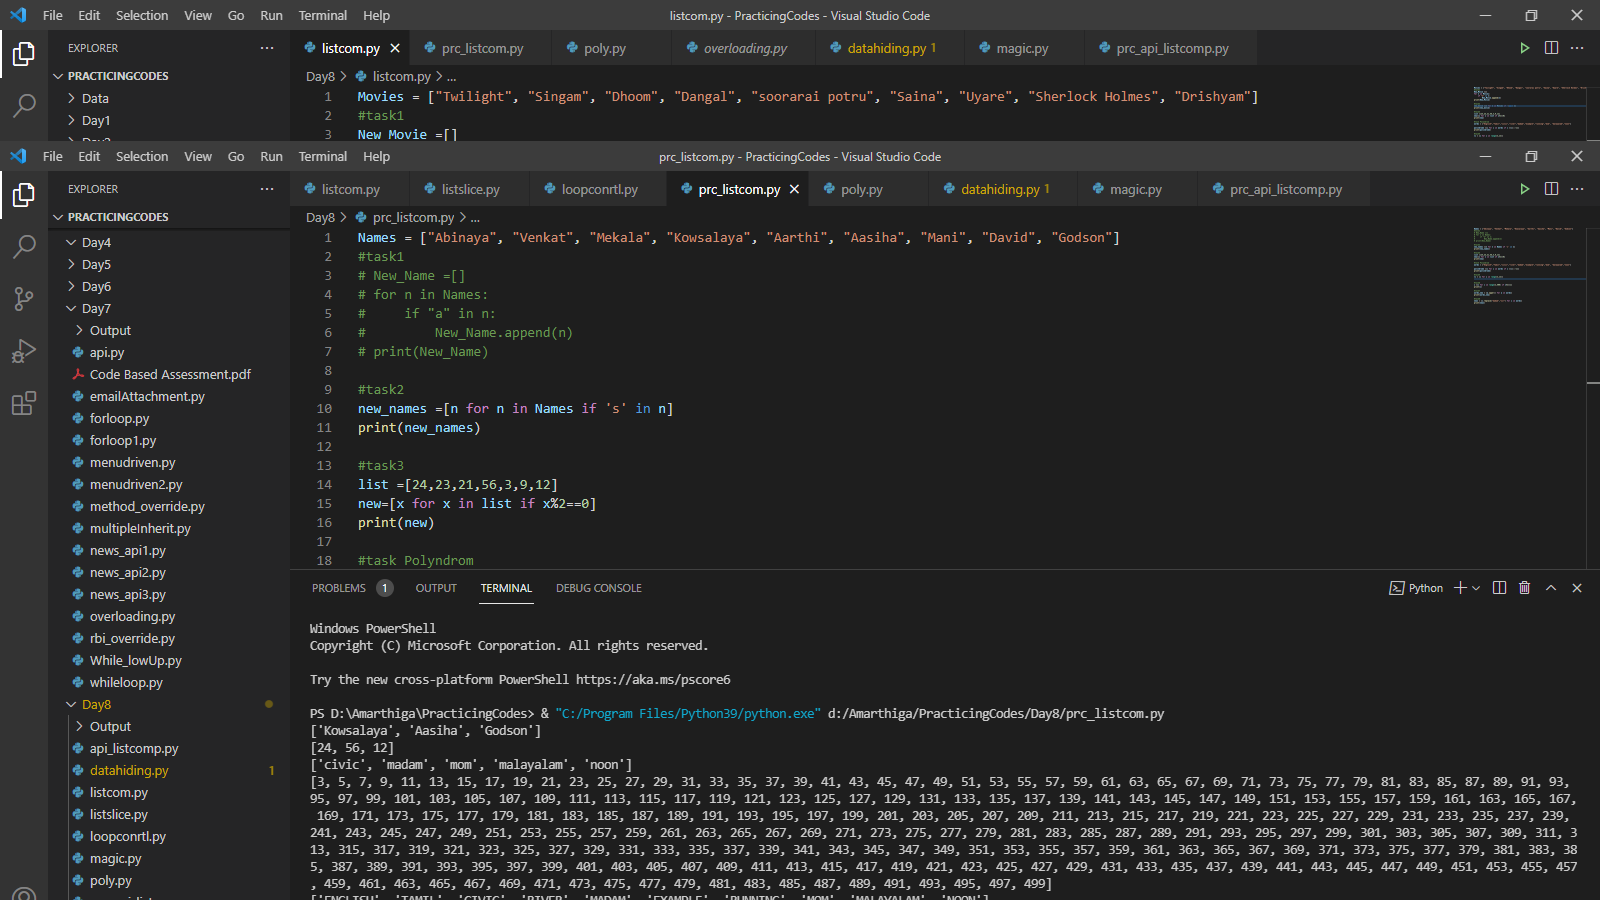 File Edit Selection View Go Run Terminal Help
listcom.py - PracticingCodes - Visual Studio Code
EXPLORER
listcom.py
prc_listcom.py
poly.py
overloading.py
datahiding.py 1
magic.py
prc_api_listcomp.py
PRACTICINGCODES
Day8 > listcom.py > ...
Data
Day1
1 Movies = ["Twilight", "Singam", "Dhoom", "Dangal", "soorarai potru", "Saina", "Uyare", "Sherlock Holmes", "Drishyam"]
2 #task1
3 New_Movie =[]
File Edit Selection View Go Run Terminal Help
prc_listcom.py - PracticingCodes - Visual Studio Code
EXPLORER
listcom.py
listslice.py
loopconrtl.py
prc_listcom.py
poly.py
datahiding.py 1
magic.py
prc_api_listcomp.py
PRACTICINGCODES
Day4
Day5
Day6
Day7
Output
api.py
Code Based Assessment.pdf
emailAttachment.py
forloop.py
forloop1.py
menudriven.py
menudriven2.py
method_override.py
multipleInherit.py
news_api1.py
news_api2.py
news_api3.py
overloading.py
rbi_override.py
While_lowUp.py
whileloop.py
Day8
Output
api_listcomp.py
datahiding.py 1
listcom.py
listslice.py
loopconrtl.py
magic.py
poly.py
Day8 > prc_listcom.py > ...
1 Names = ["Abinaya", "Venkat", "Mekala", "Kowsalaya", "Aarthi", "Aasiha", "Mani", "David", "Godson"]
2 #task1
3 # New_Name =[]
4 # for n in Names:
5 #     if "a" in n:
6 #         New_Name.append(n)
7 # print(New_Name)
8
9 #task2
10 new_names =[n for n in Names if 's' in n]
11 print(new_names)
12
13 #task3
14 list =[24,23,21,56,3,9,12]
15 new=[x for x in list if x%2==0]
16 print(new)
17
18 #task Polyndrom
PROBLEMS 1 OUTPUT TERMINAL DEBUG CONSOLE
Python
Windows PowerShell
Copyright (C) Microsoft Corporation. All rights reserved.
Try the new cross-platform PowerShell https://aka.ms/pscore6
PS D:\Amarthiga\PracticingCodes> & "C:/Program Files/Python39/python.exe" d:/Amarthiga/PracticingCodes/Day8/prc_listcom.py
['Kowsalaya', 'Aasiha', 'Godson']
[24, 56, 12]
['civic', 'madam', 'mom', 'malayalam', 'noon']
[3, 5, 7, 9, 11, 13, 15, 17, 19, 21, 23, 25, 27, 29, 31, 33, 35, 37, 39, 41, 43, 45, 47, 49, 51, 53, 55, 57, 59, 61, 63, 65, 67, 69, 71, 73, 75, 77, 79, 81, 83, 85, 87, 89, 91, 93,
95, 97, 99, 101, 103, 105, 107, 109, 111, 113, 115, 117, 119, 121, 123, 125, 127, 129, 131, 133, 135, 137, 139, 141, 143, 145, 147, 149, 151, 153, 155, 157, 159, 161, 163, 165, 167,
169, 171, 173, 175, 177, 179, 181, 183, 185, 187, 189, 191, 193, 195, 197, 199, 201, 203, 205, 207, 209, 211, 213, 215, 217, 219, 221, 223, 225, 227, 229, 231, 233, 235, 237, 239,
241, 243, 245, 247, 249, 251, 253, 255, 257, 259, 261, 263, 265, 267, 269, 271, 273, 275, 277, 279, 281, 283, 285, 287, 289, 291, 293, 295, 297, 299, 301, 303, 305, 307, 309, 311, 3
13, 315, 317, 319, 321, 323, 325, 327, 329, 331, 333, 335, 337, 339, 341, 343, 345, 347, 349, 351, 353, 355, 357, 359, 361, 363, 365, 367, 369, 371, 373, 375, 377, 379, 381, 383, 38
5, 387, 389, 391, 393, 395, 397, 399, 401, 403, 405, 407, 409, 411, 413, 415, 417, 419, 421, 423, 425, 427, 429, 431, 433, 435, 437, 439, 441, 443, 445, 447, 449, 451, 453, 455, 457
, 459, 461, 463, 465, 467, 469, 471, 473, 475, 477, 479, 481, 483, 485, 487, 489, 491, 493, 495, 497, 499]
['ENGLISH', 'TAMIL', 'CIVIC', 'RIVER', 'MADAM', 'EXAMPLE', 'RUNNING', 'MOM', 'MALAYALAM', 'NOON']